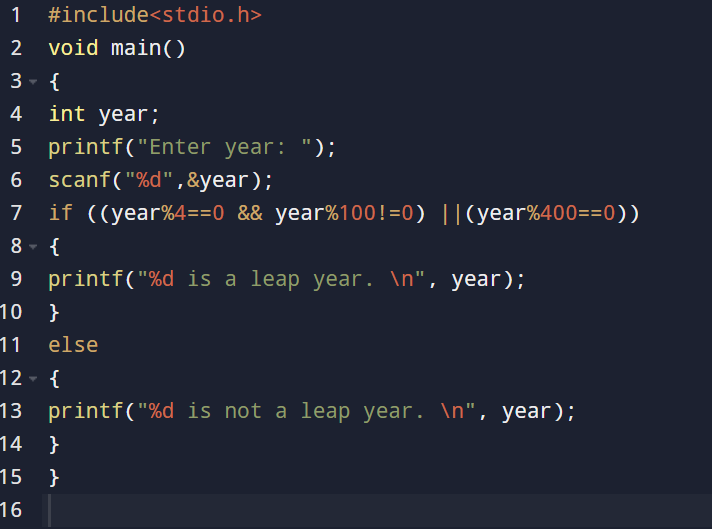 1 #include<stdio.h>
2 void main()
3 {
4 int year;
5 printf("Enter year: ");
6 scanf("%d",&year);
7 if ((year%4==0 && year%100!=0) ||(year%400==0))
8 {
9 printf("%d is a leap year. \n", year);
10 }
11 else
12 {
13 printf("%d is not a leap year. \n", year);
14 }
15 }
16